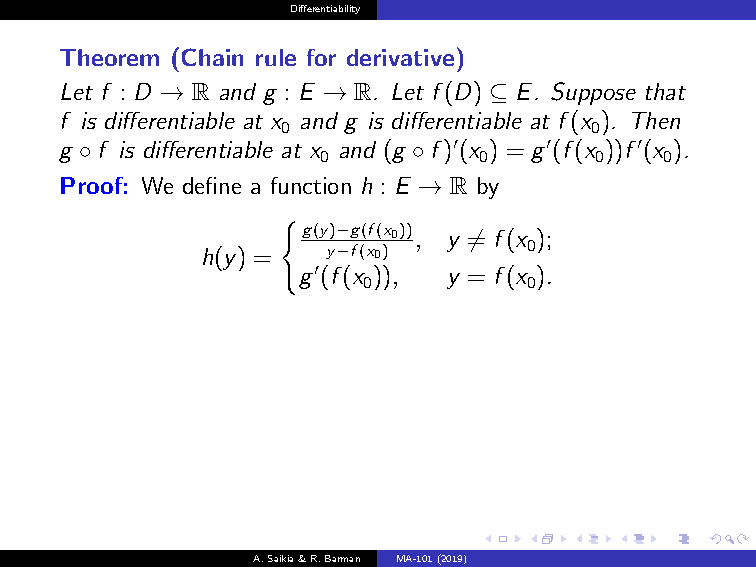 Differentiability
Theorem (Chain rule for derivative)
Let f : D → ℝ and g : E → ℝ. Let f(D) ⊆ E. Suppose that
f is differentiable at x₀ and g is differentiable at f(x₀). Then
g ∘ f is differentiable at x₀ and (g ∘ f)′(x₀) = g′(f(x₀))f′(x₀).
Proof: We define a function h : E → ℝ by
h(y) = { (g(y)−g(f(x₀)))/(y−f(x₀)), y ≠ f(x₀);
g′(f(x₀)), y = f(x₀).
A. Saikia & R. Barman MA-101 (2019)